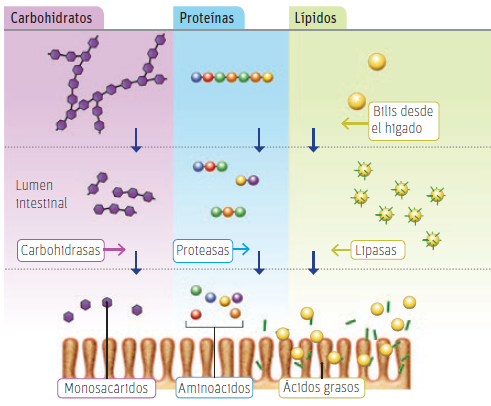 Carbohidratos
Proteínas
Lípidos
Bilis desde
el hígado
Lumen
intestinal
Carbohidrasas
Proteasas
Lipasas
Monosacáridos
Aminoácidos
Ácidos grasos